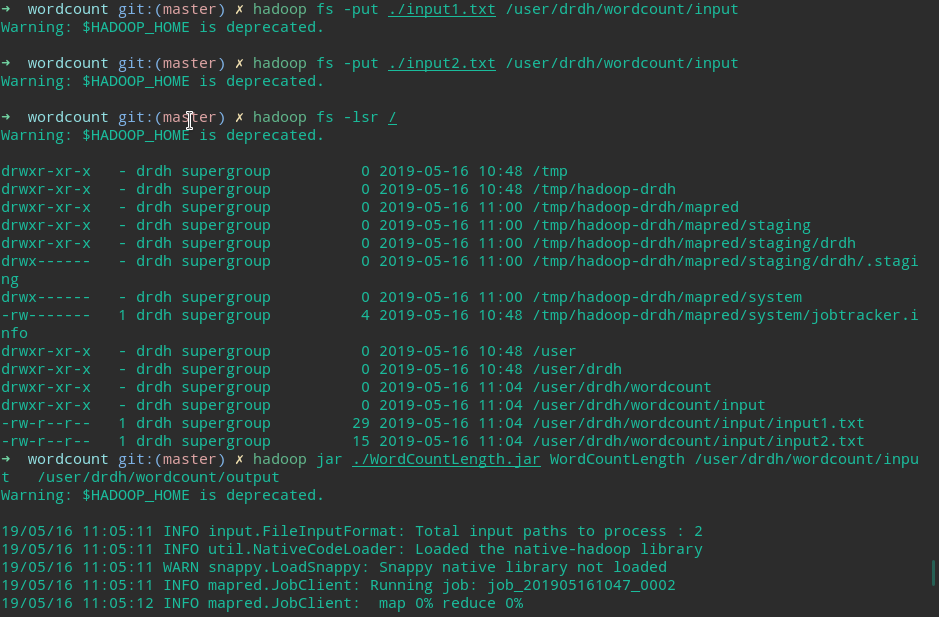 ➜  wordcount git:(master) ✗ hadoop fs -put ./input1.txt /user/drdh/wordcount/input
Warning: $HADOOP_HOME is deprecated.
➜  wordcount git:(master) ✗ hadoop fs -put ./input2.txt /user/drdh/wordcount/input
Warning: $HADOOP_HOME is deprecated.
➜  wordcount git:(master) ✗ hadoop fs -lsr /
Warning: $HADOOP_HOME is deprecated.
drwxr-xr-x   - drdh supergroup          0 2019-05-16 10:48 /tmp
drwxr-xr-x   - drdh supergroup          0 2019-05-16 10:48 /tmp/hadoop-drdh
drwxr-xr-x   - drdh supergroup          0 2019-05-16 11:00 /tmp/hadoop-drdh/mapred
drwxr-xr-x   - drdh supergroup          0 2019-05-16 11:00 /tmp/hadoop-drdh/mapred/staging
drwxr-xr-x   - drdh supergroup          0 2019-05-16 11:00 /tmp/hadoop-drdh/mapred/staging/drdh
drwx------   - drdh supergroup          0 2019-05-16 11:00 /tmp/hadoop-drdh/mapred/staging/drdh/.stagi
ng
drwx------   - drdh supergroup          0 2019-05-16 11:00 /tmp/hadoop-drdh/mapred/system
-rw-------   1 drdh supergroup          4 2019-05-16 10:48 /tmp/hadoop-drdh/mapred/system/jobtracker.i
nfo
drwxr-xr-x   - drdh supergroup          0 2019-05-16 10:48 /user
drwxr-xr-x   - drdh supergroup          0 2019-05-16 10:48 /user/drdh
drwxr-xr-x   - drdh supergroup          0 2019-05-16 11:04 /user/drdh/wordcount
drwxr-xr-x   - drdh supergroup          0 2019-05-16 11:04 /user/drdh/wordcount/input
-rw-r--r--   1 drdh supergroup         29 2019-05-16 11:04 /user/drdh/wordcount/input/input1.txt
-rw-r--r--   1 drdh supergroup         15 2019-05-16 11:04 /user/drdh/wordcount/input/input2.txt
➜  wordcount git:(master) ✗ hadoop jar ./WordCountLength.jar WordCountLength /user/drdh/wordcount/inpu
t   /user/drdh/wordcount/output
Warning: $HADOOP_HOME is deprecated.
19/05/16 11:05:11 INFO input.FileInputFormat: Total input paths to process : 2
19/05/16 11:05:11 INFO util.NativeCodeLoader: Loaded the native-hadoop library
19/05/16 11:05:11 WARN snappy.LoadSnappy: Snappy native library not loaded
19/05/16 11:05:11 INFO mapred.JobClient: Running job: job_201905161047_0002
19/05/16 11:05:12 INFO mapred.JobClient:  map 0% reduce 0%